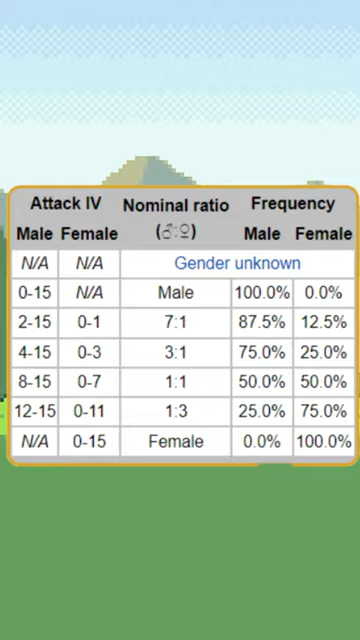 Attack IV Nominal ratio Frequency
Male Female (♂:♀) Male Female
N/A N/A Gender unknown
0-15 N/A Male 100.0% 0.0%
2-15 0-1 7:1 87.5% 12.5%
4-15 0-3 3:1 75.0% 25.0%
8-15 0-7 1:1 50.0% 50.0%
12-15 0-11 1:3 25.0% 75.0%
N/A 0-15 Female 0.0% 100.0%